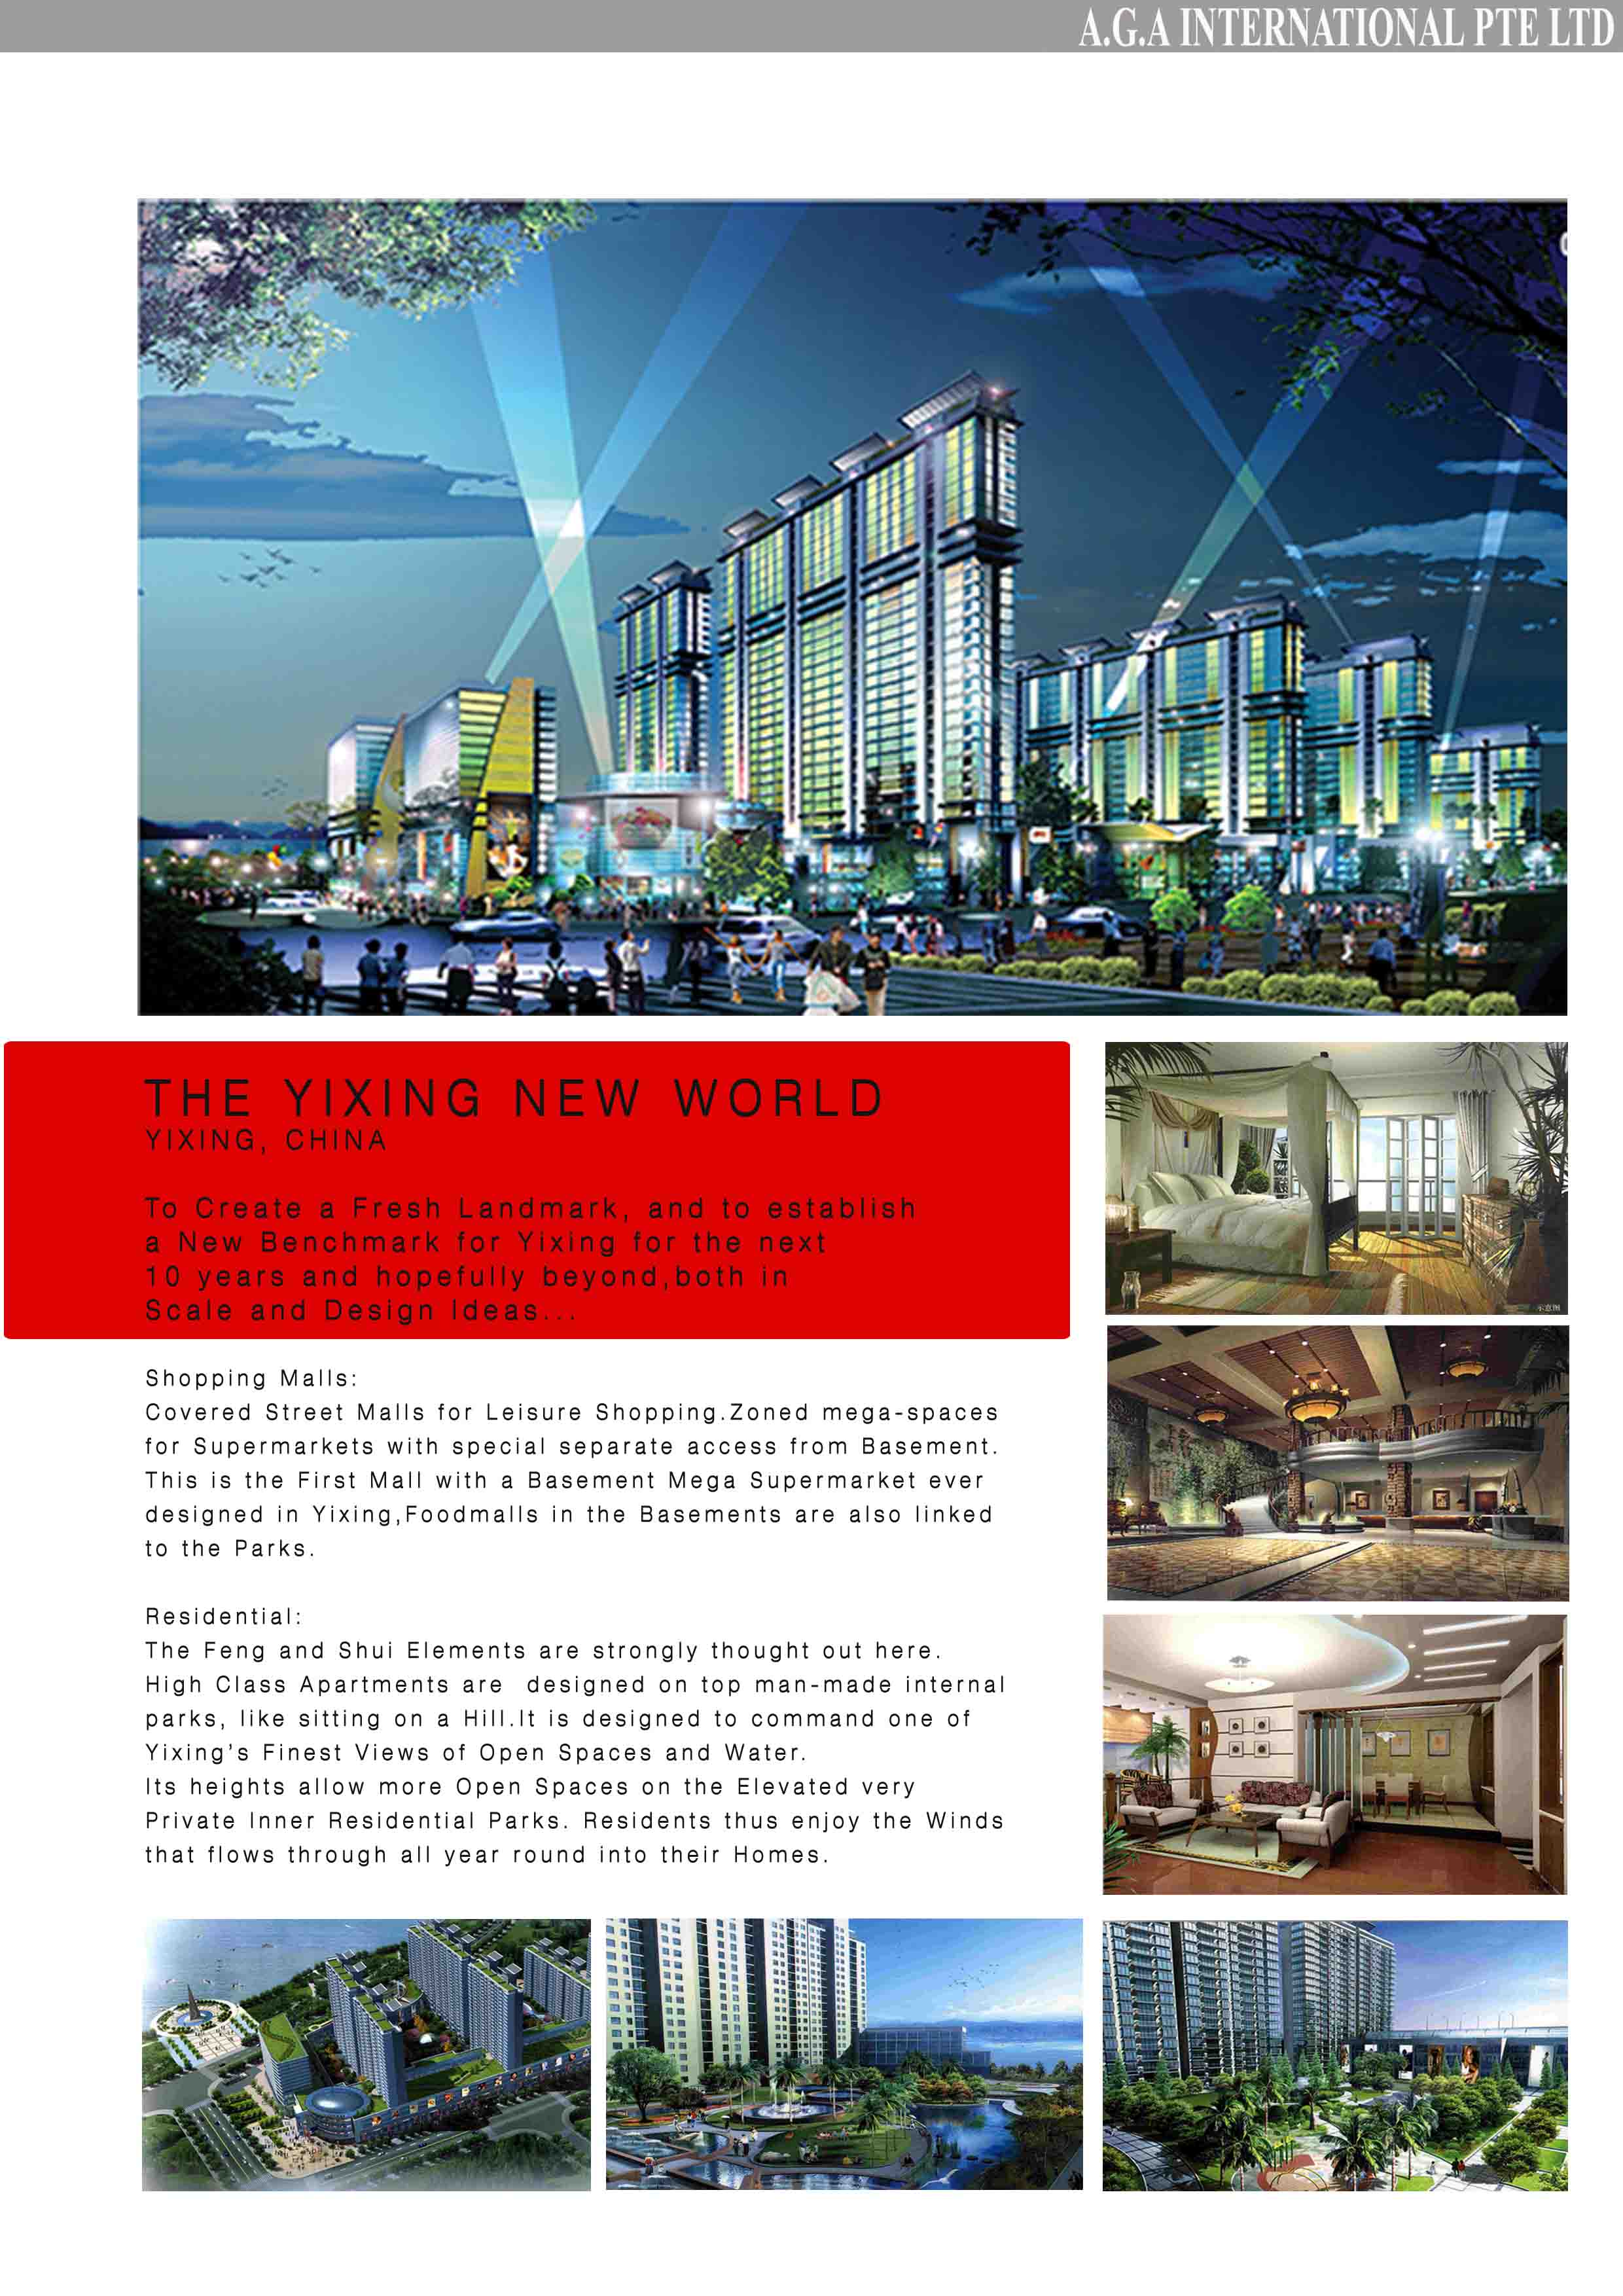 A.G.A INTERNATIONAL PTE LTD
THE YIXING NEW WORLD
YIXING, CHINA
To Create a Fresh Landmark, and to establish
a New Benchmark for Yixing for the next
10 years and hopefully beyond,both in
Scale and Design Ideas...
Shopping Malls:
Covered Street Malls for Leisure Shopping.Zoned mega-spaces
for Supermarkets with special separate access from Basement.
This is the First Mall with a Basement Mega Supermarket ever
designed in Yixing,Foodmalls in the Basements are also linked
to the Parks.
Residential:
The Feng and Shui Elements are strongly thought out here.
High Class Apartments are  designed on top man-made internal
parks, like sitting on a Hill.It is designed to command one of
Yixing’s Finest Views of Open Spaces and Water.
Its heights allow more Open Spaces on the Elevated very
Private Inner Residential Parks. Residents thus enjoy the Winds
that flows through all year round into their Homes.
示意图